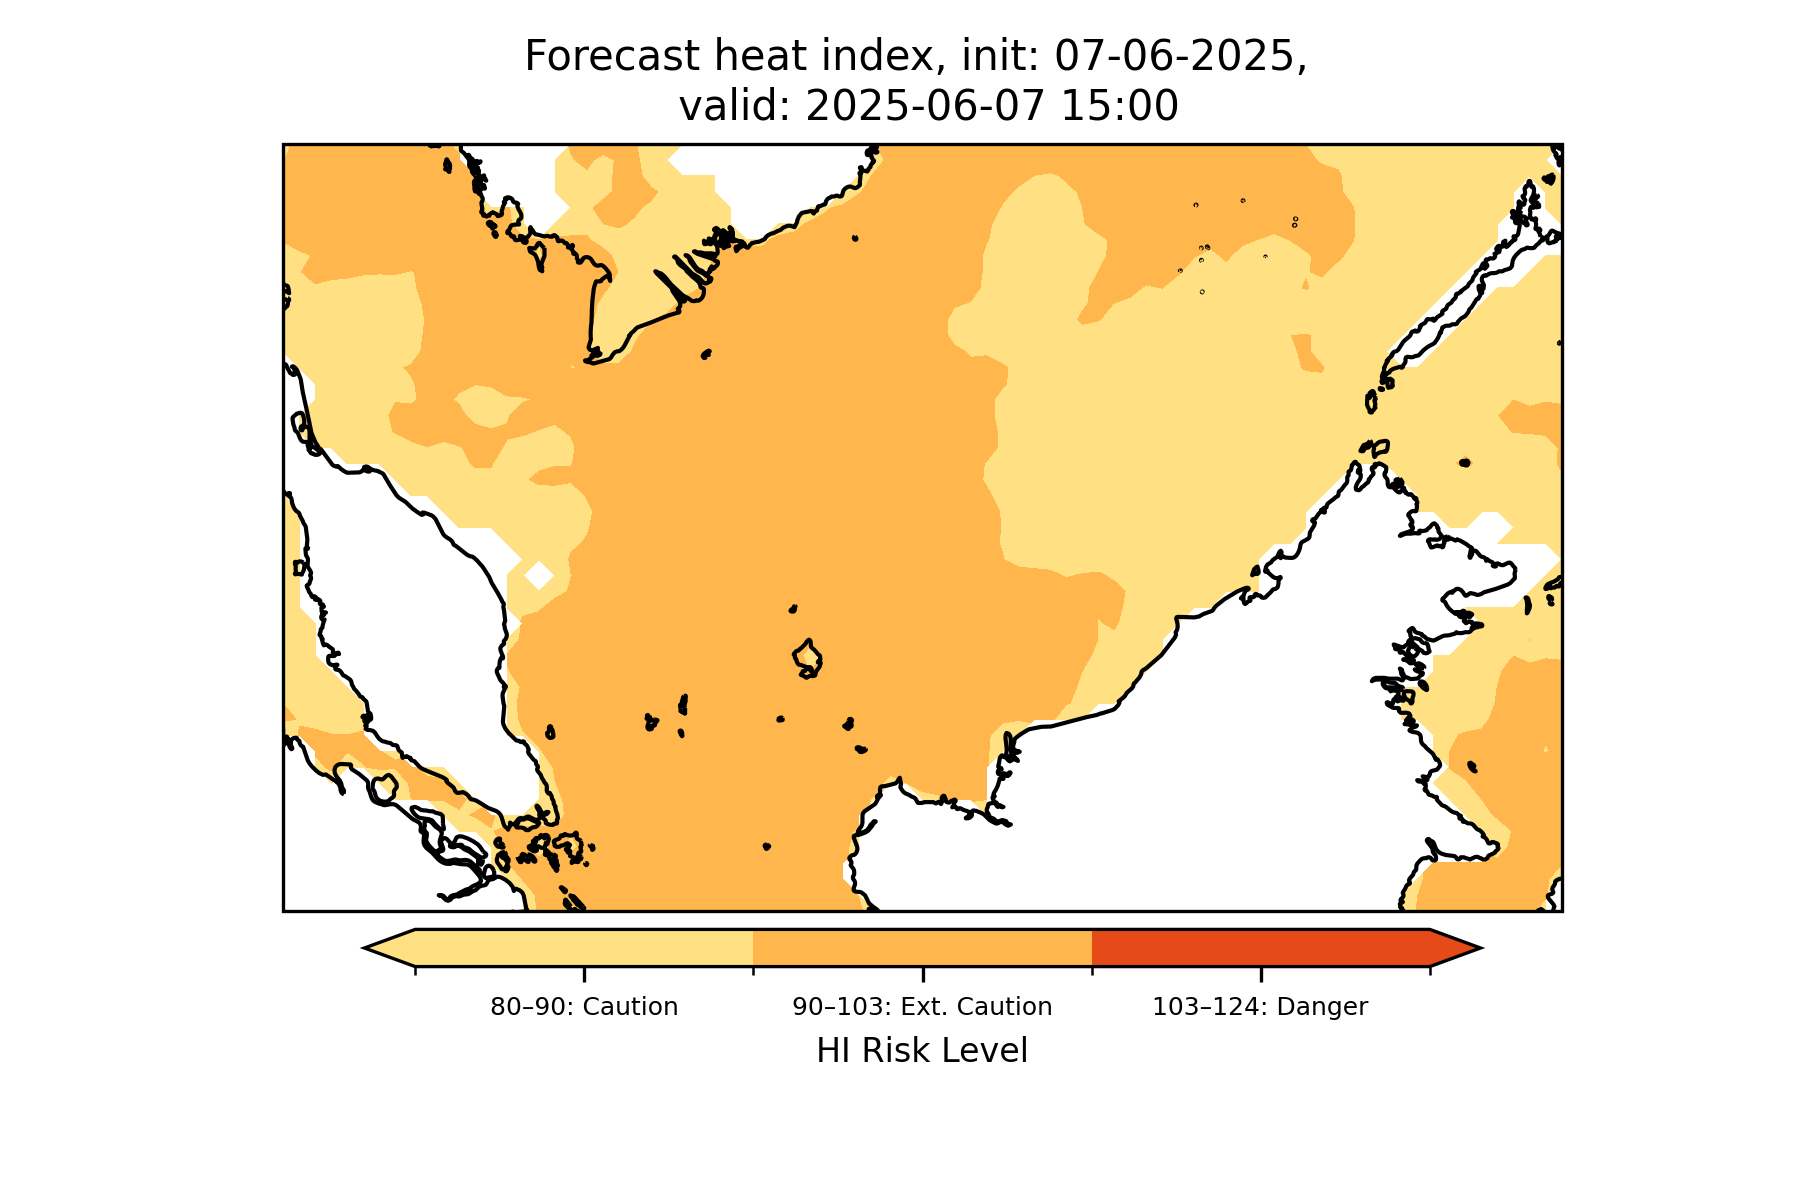 Forecast heat index, init: 07-06-2025,
valid: 2025-06-07 15:00
80–90: Caution
90–103: Ext. Caution
103–124: Danger
HI Risk Level